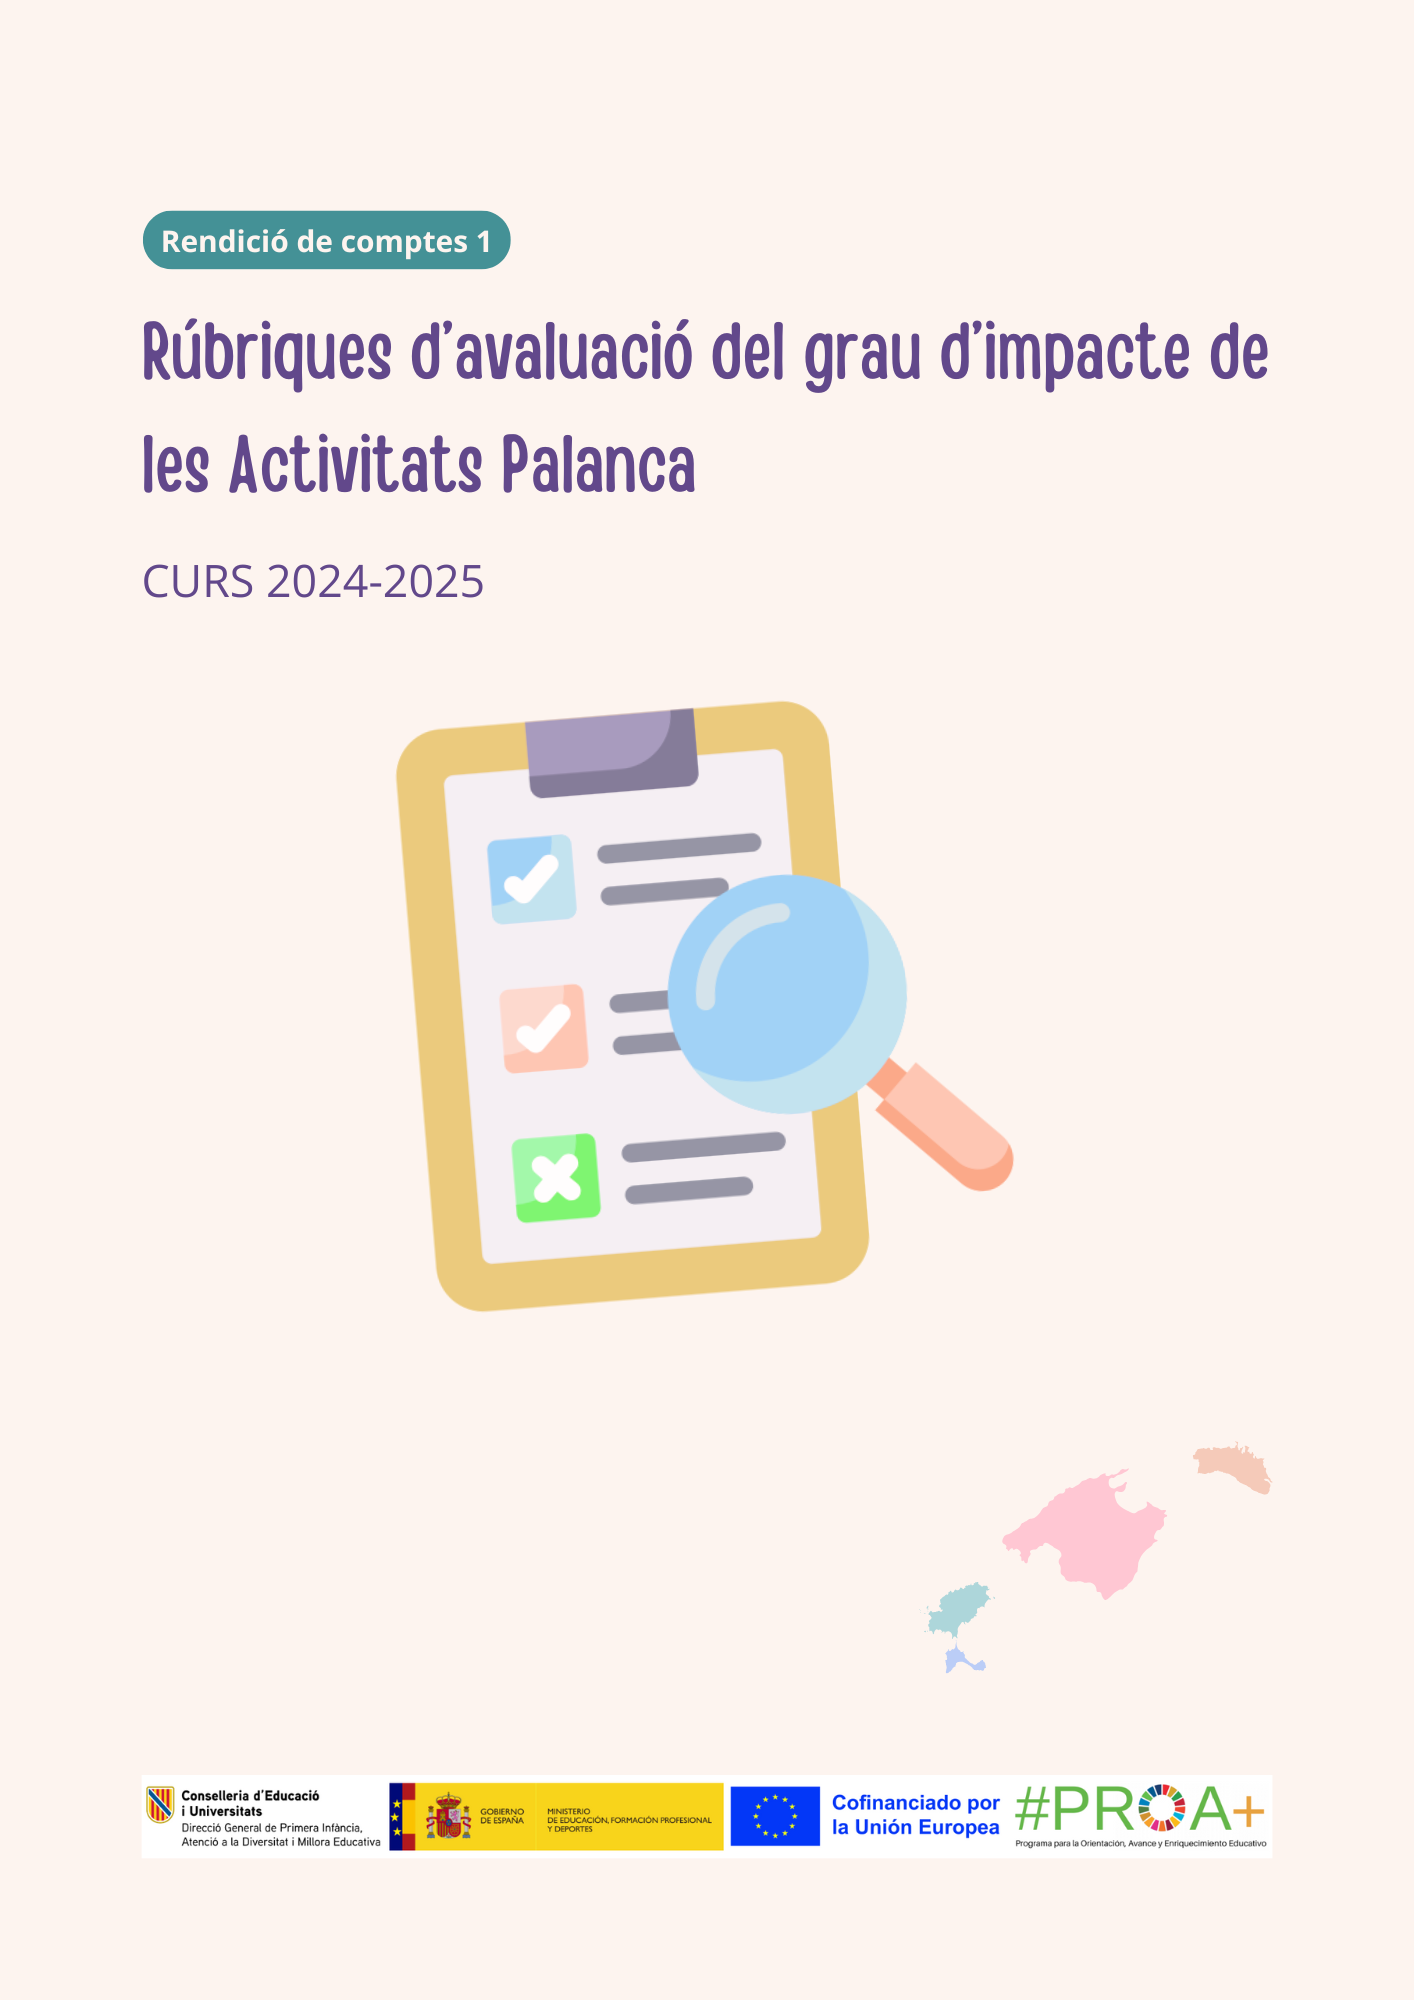 Rendició de comptes 1
Rúbriques d'avaluació del grau d'impacte de
les Activitats Palanca
CURS 2024-2025
Conselleria d'Educació
i Universitats
Direcció General de Primera Infància,
Atenció a la Diversitat i Millora Educativa
GOBIERNO
DE ESPAÑA
MINISTERIO
DE EDUCACIÓN, FORMACIÓN PROFESIONAL
Y DEPORTES
Cofinanciado por
la Unión Europea
#PROA+
Programa para la Orientación, Avance y Enriquecimiento Educativo